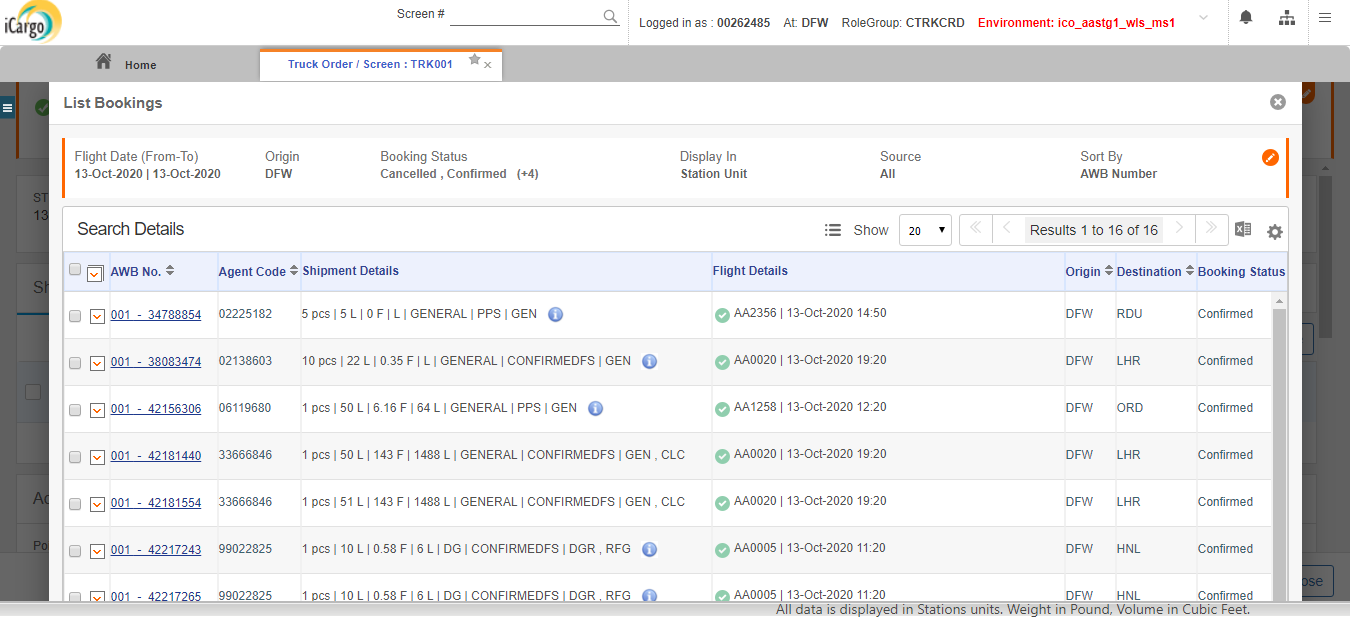 iCargo Screen # Logged in as : 00262485 At: DFW RoleGroup: CTRKCRD Environment: ico_aastg1_wls_ms1
Home Truck Order / Screen : TRK001
List Bookings
Flight Date (From-To) Origin Booking Status Display In Source Sort By
13-Oct-2020 | 13-Oct-2020 DFW Cancelled , Confirmed (+4) Station Unit All AWB Number
Search Details Show 20 Results 1 to 16 of 16
AWB No. Agent Code Shipment Details Flight Details Origin Destination Booking Status
001 - 34788854 02225182 5 pcs | 5 L | 0 F | L | GENERAL | PPS | GEN AA2356 | 13-Oct-2020 14:50 DFW RDU Confirmed
001 - 38083474 02138603 10 pcs | 22 L | 0.35 F | L | GENERAL | CONFIRMEDFS | GEN AA0020 | 13-Oct-2020 19:20 DFW LHR Confirmed
001 - 42156306 06119680 1 pcs | 50 L | 6.16 F | 64 L | GENERAL | PPS | GEN AA1258 | 13-Oct-2020 12:20 DFW ORD Confirmed
001 - 42181440 33666846 1 pcs | 50 L | 143 F | 1488 L | GENERAL | CONFIRMEDFS | GEN , CLC AA0020 | 13-Oct-2020 19:20 DFW LHR Confirmed
001 - 42181554 33666846 1 pcs | 51 L | 143 F | 1488 L | GENERAL | CONFIRMEDFS | GEN , CLC AA0020 | 13-Oct-2020 19:20 DFW LHR Confirmed
001 - 42217243 99022825 1 pcs | 10 L | 0.58 F | 6 L | DG | CONFIRMEDFS | DGR , RFG AA0005 | 13-Oct-2020 11:20 DFW HNL Confirmed
001 - 42217265 99022825 1 pcs | 10 L | 0.58 F | 6 L | DG | CONFIRMEDFS | DGR , RFG AA0005 | 13-Oct-2020 11:20 DFW HNL Confirmed
All data is displayed in Stations units. Weight in Pound, Volume in Cubic Feet.